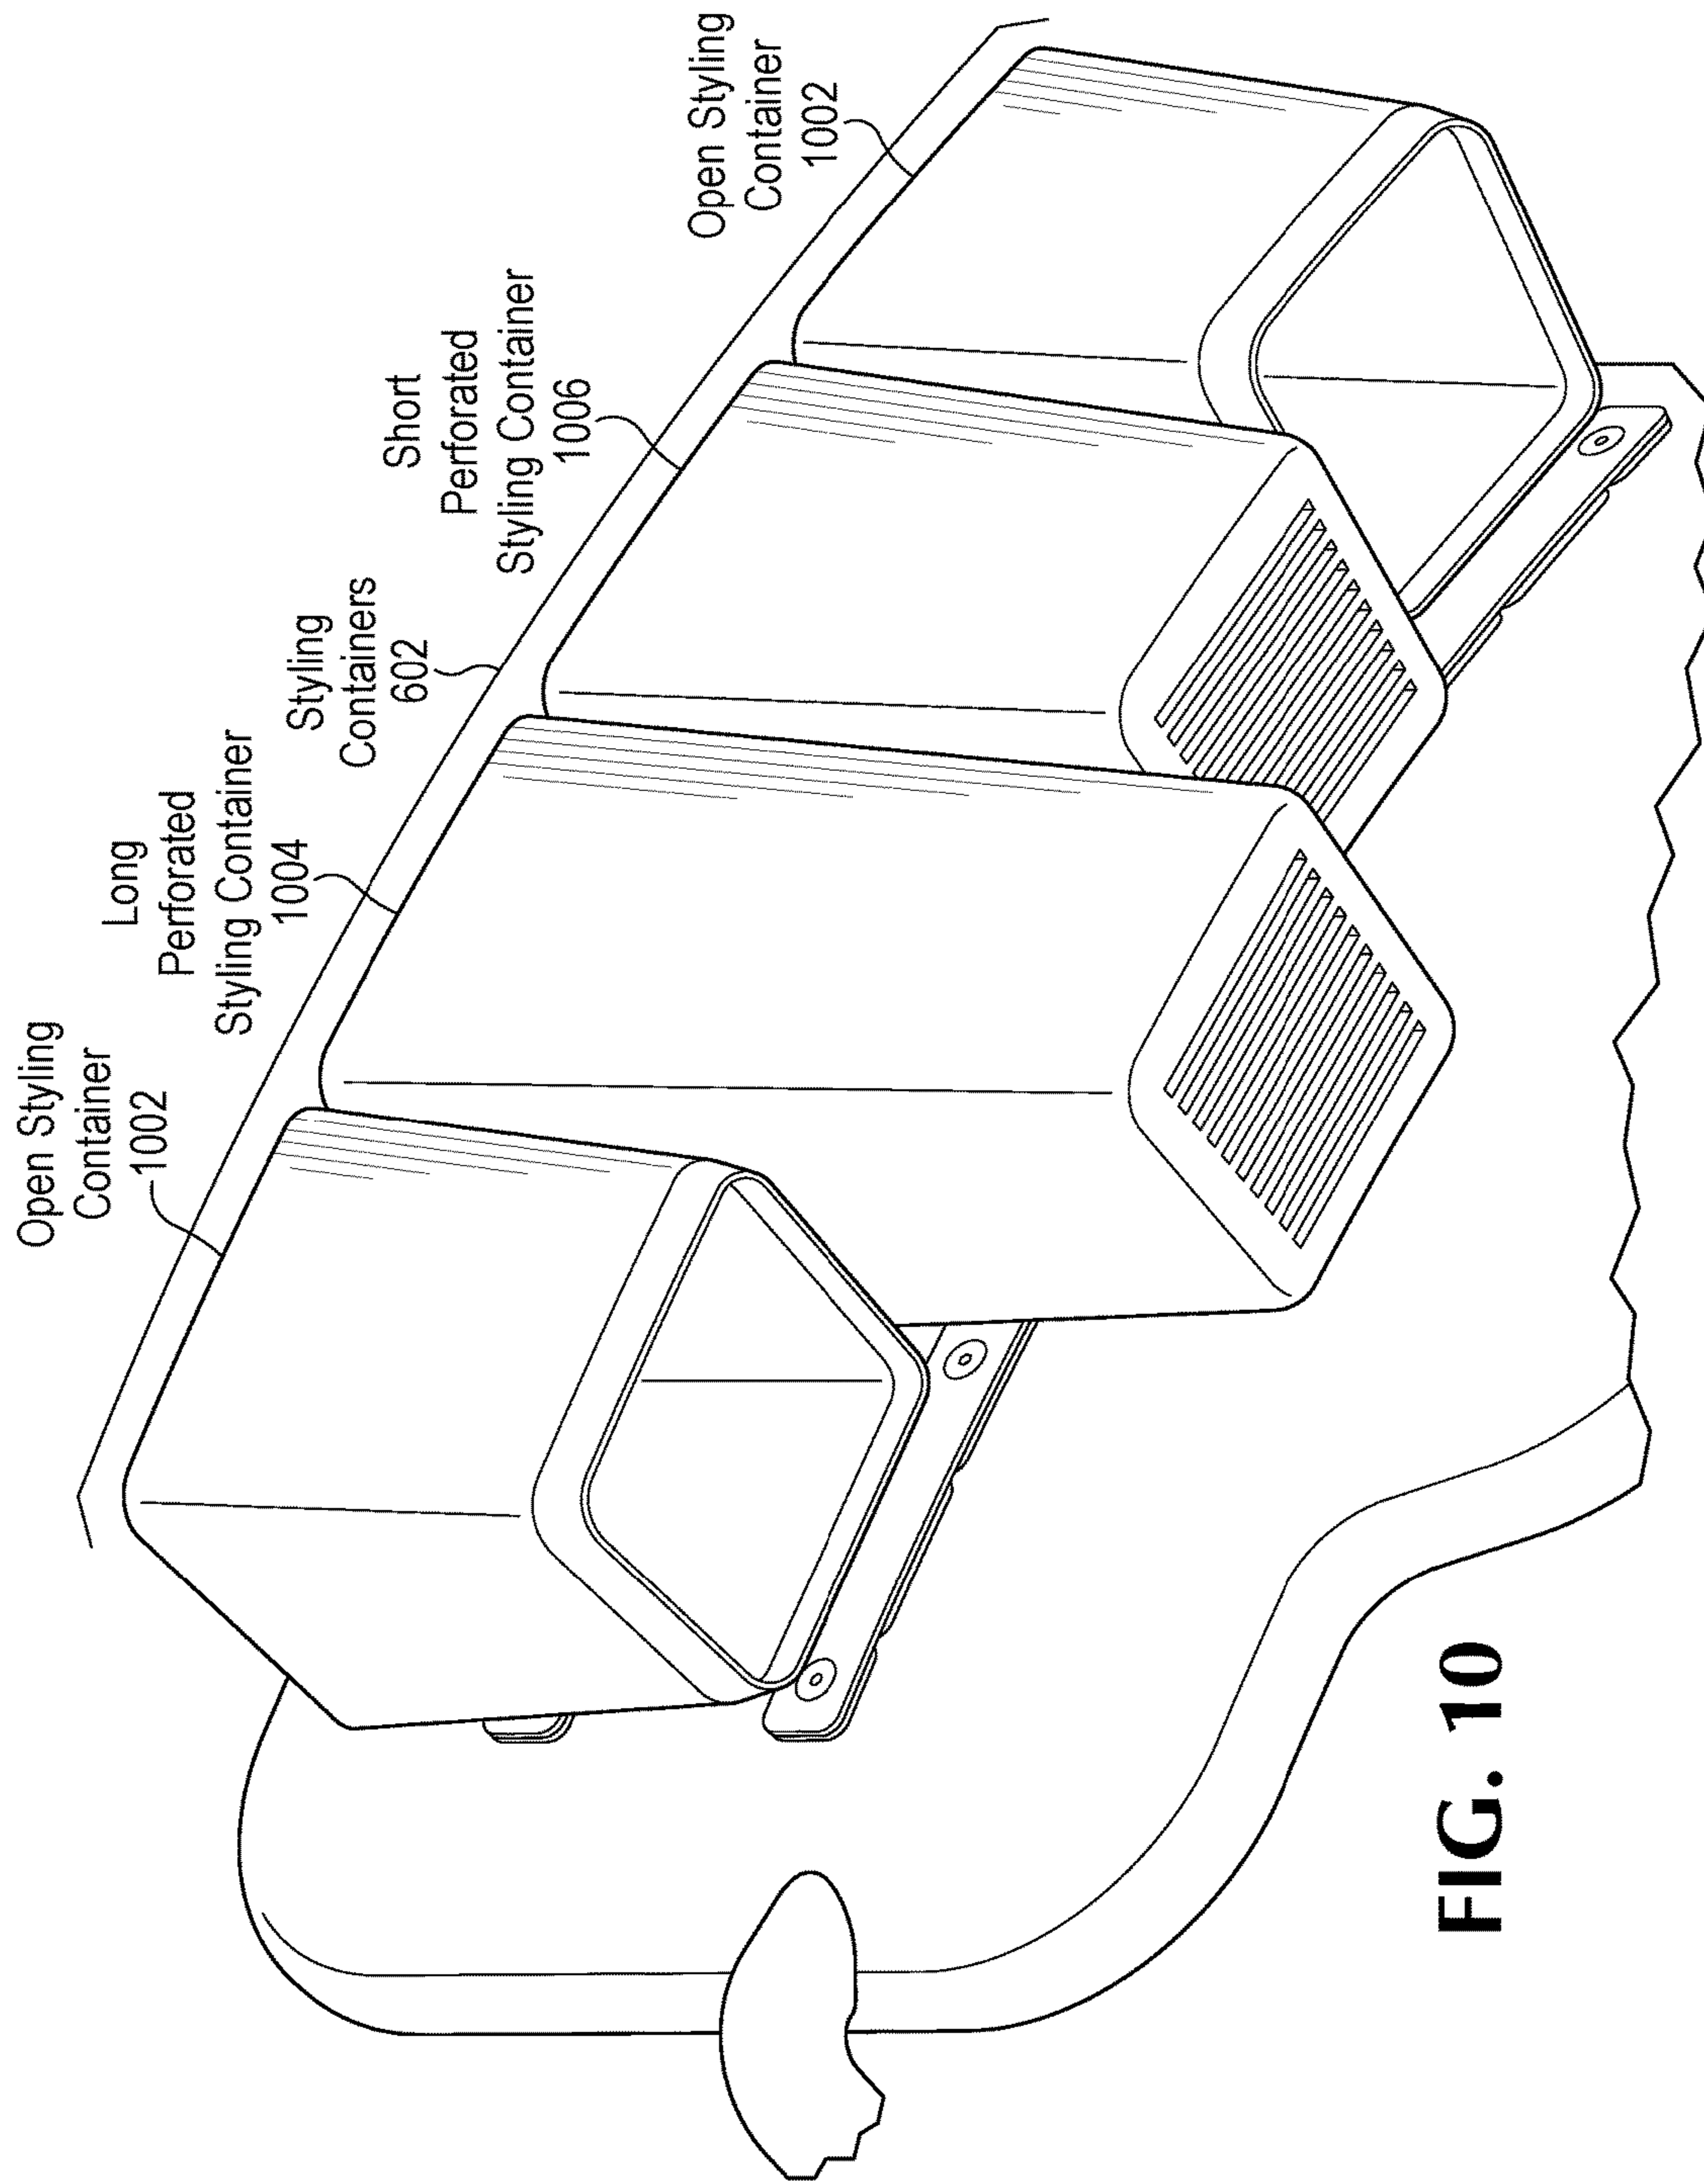 Open Styling
Container
1002
Long
Perforated
Styling Container
1004
Styling
Containers
602
Short
Perforated
Styling Container
1006
Open Styling
Container
1002
FIG. 10